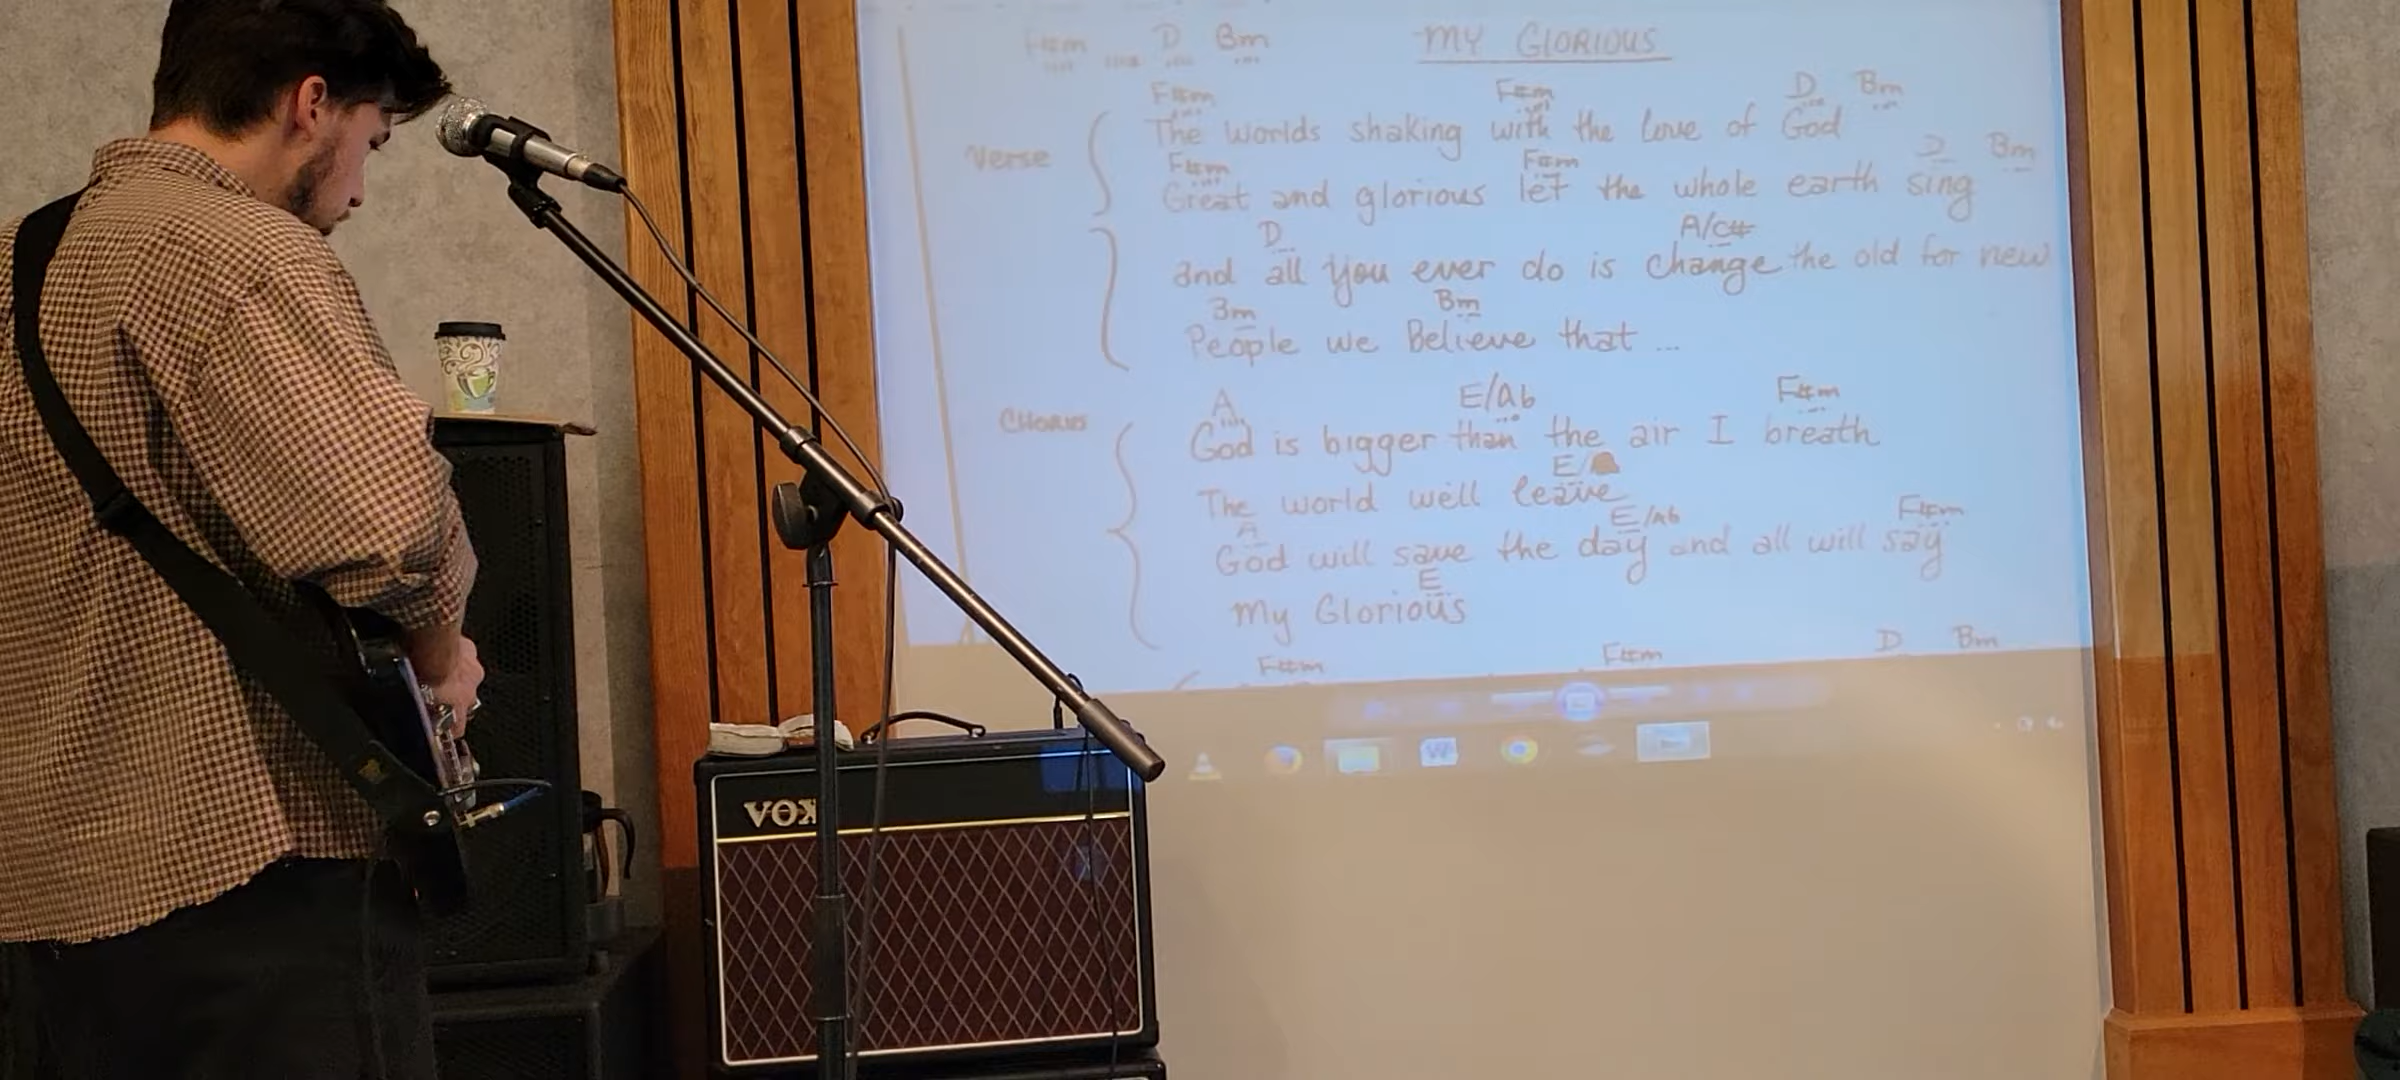 F#m D Bm MY GLORIOUS
F#m F#m D Bm
Verse The worlds shaking with the love of God
F#m F#m D Bm
Great and glorious let the whole earth sing
D A/C#
and all you ever do is change the old for new
Bm Bm
People we Believe that ...
A E/Ab F#m
CHORUS God is bigger than the air I breath
E/
The world we'll leave
A E/Ab F#m
God will save the day and all will say
E
My Glorious
F#m F#m D Bm
W
VOX